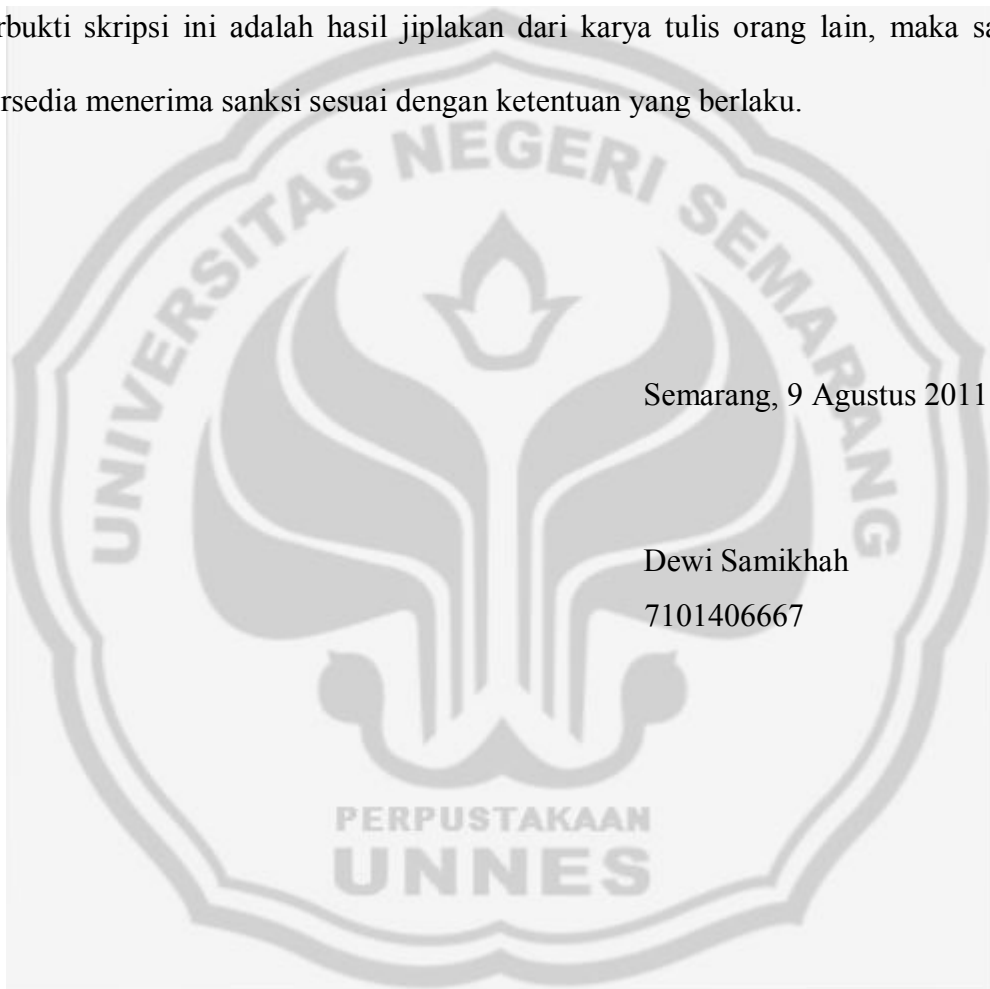 rbukti skripsi ini adalah hasil jiplakan dari karya tulis orang lain, maka sa
ersedia menerima sanksi sesuai dengan ketentuan yang berlaku.
UNIVERSITAS NEGERI SEMARANG
Semarang, 9 Agustus 2011
Dewi Samikhah
7101406667
PERPUSTAKAAN
UNNES